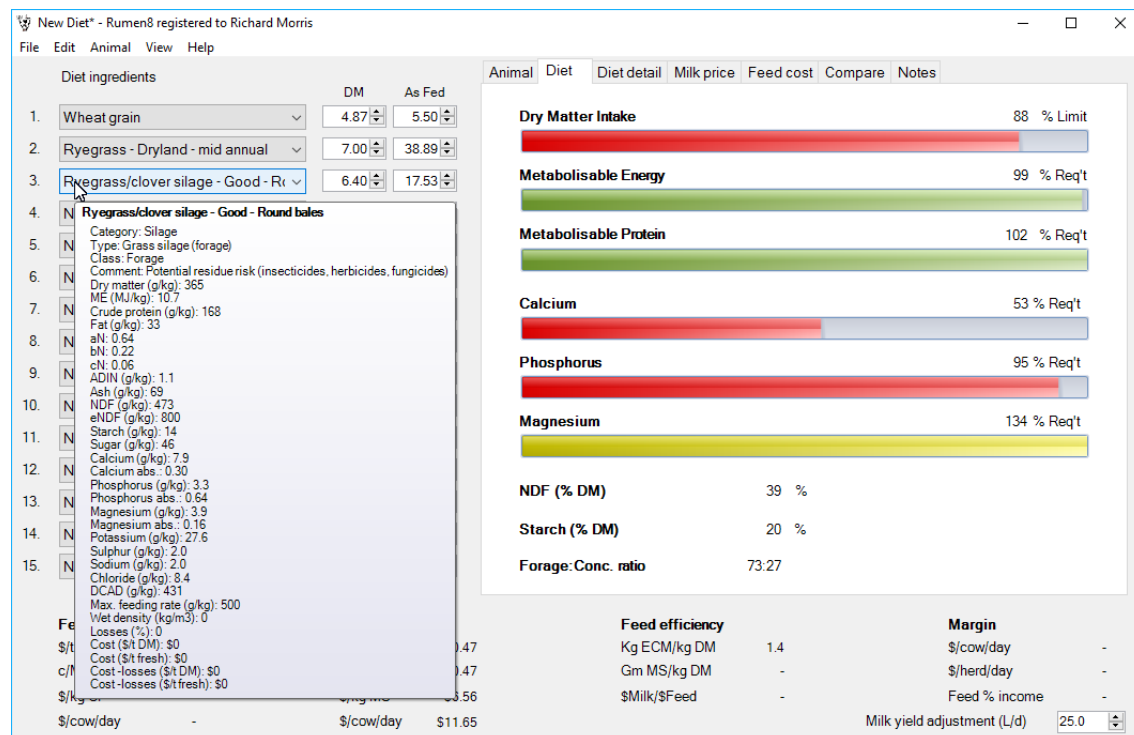 New Diet* - Rumen8 registered to Richard Morris
File Edit Animal View Help
Diet ingredients
DM As Fed
1. Wheat grain 4.87 5.50
2. Ryegrass - Dryland - mid annual 7.00 38.89
3. Ryegrass/clover silage - Good - Ro 6.40 17.53
4. N
5. N
6. N
7. N
8. N
9. N
10. N
11. N
12. N
13. N
14. N
15. N
Ryegrass/clover silage - Good - Round bales
Category: Silage
Type: Grass silage (forage)
Class: Forage
Comment: Potential residue risk (insecticides, herbicides, fungicides)
Dry matter (g/kg): 365
ME (MJ/kg): 10.7
Crude protein (g/kg): 168
Fat (g/kg): 33
aN: 0.64
bN: 0.22
cN: 0.06
ADIN (g/kg): 1.1
Ash (g/kg): 69
NDF (g/kg): 473
eNDF (g/kg): 800
Starch (g/kg): 14
Sugar (g/kg): 46
Calcium (g/kg): 7.9
Calcium abs.: 0.30
Phosphorus (g/kg): 3.3
Phosphorus abs.: 0.64
Magnesium (g/kg): 3.9
Magnesium abs.: 0.16
Potassium (g/kg): 27.6
Sulphur (g/kg): 2.0
Sodium (g/kg): 2.0
Chloride (g/kg): 8.4
DCAD (g/kg): 431
Max. feeding rate (g/kg): 500
Wet density (kg/m3): 0
Losses (%): 0
Cost ($/t DM): $0
Cost ($/t fresh): $0
Cost -losses ($/t DM): $0
Cost -losses ($/t fresh): $0
Animal Diet Diet detail Milk price Feed cost Compare Notes
Dry Matter Intake 88 % Limit
Metabolisable Energy 99 % Req't
Metabolisable Protein 102 % Req't
Calcium 53 % Req't
Phosphorus 95 % Req't
Magnesium 134 % Req't
NDF (% DM) 39 %
Starch (% DM) 20 %
Forage:Conc. ratio 73:27
$/cow/day - $/cow/day $11.65
Feed efficiency
Kg ECM/kg DM 1.4
Gm MS/kg DM -
$Milk/$Feed -
Margin
$/cow/day -
$/herd/day -
Feed % income -
Milk yield adjustment (L/d) 25.0